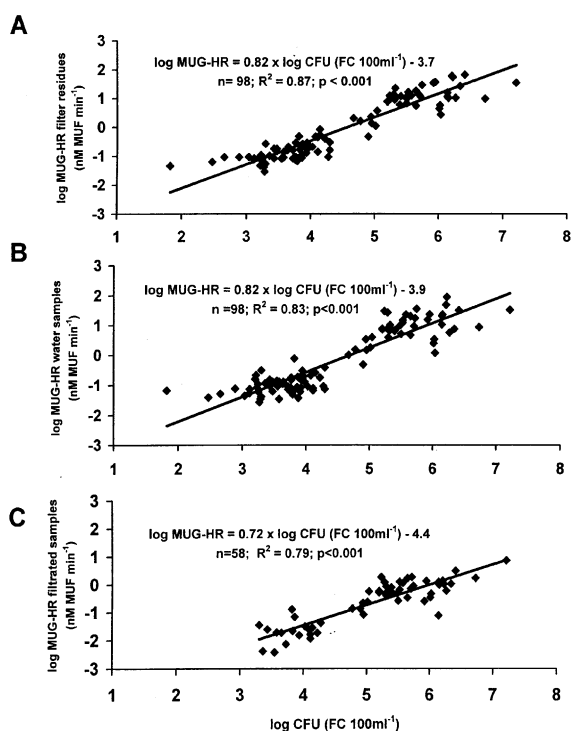 A
log MUG-HR = 0.82 x log CFU (FC 100ml⁻¹) - 3.7
n= 98; R² = 0.87; p < 0.001
log MUG-HR filter residues
(nM MUF min⁻¹)
3
2
1
0
-1
-2
-3
1 2 3 4 5 6 7 8
B
log MUG-HR = 0.82 x log CFU (FC 100ml⁻¹) - 3.9
n =98; R² = 0.83; p<0.001
log MUG-HR water samples
(nM MUF min⁻¹)
3
2
1
0
-1
-2
-3
1 2 3 4 5 6 7 8
C
log MUG-HR = 0.72 x log CFU (FC 100ml⁻¹) - 4.4
n=58; R² = 0.79; p<0.001
log MUG-HR filtrated samples
(nM MUF min⁻¹)
3
2
1
0
-1
-2
-3
1 2 3 4 5 6 7 8
log CFU (FC 100ml⁻¹)